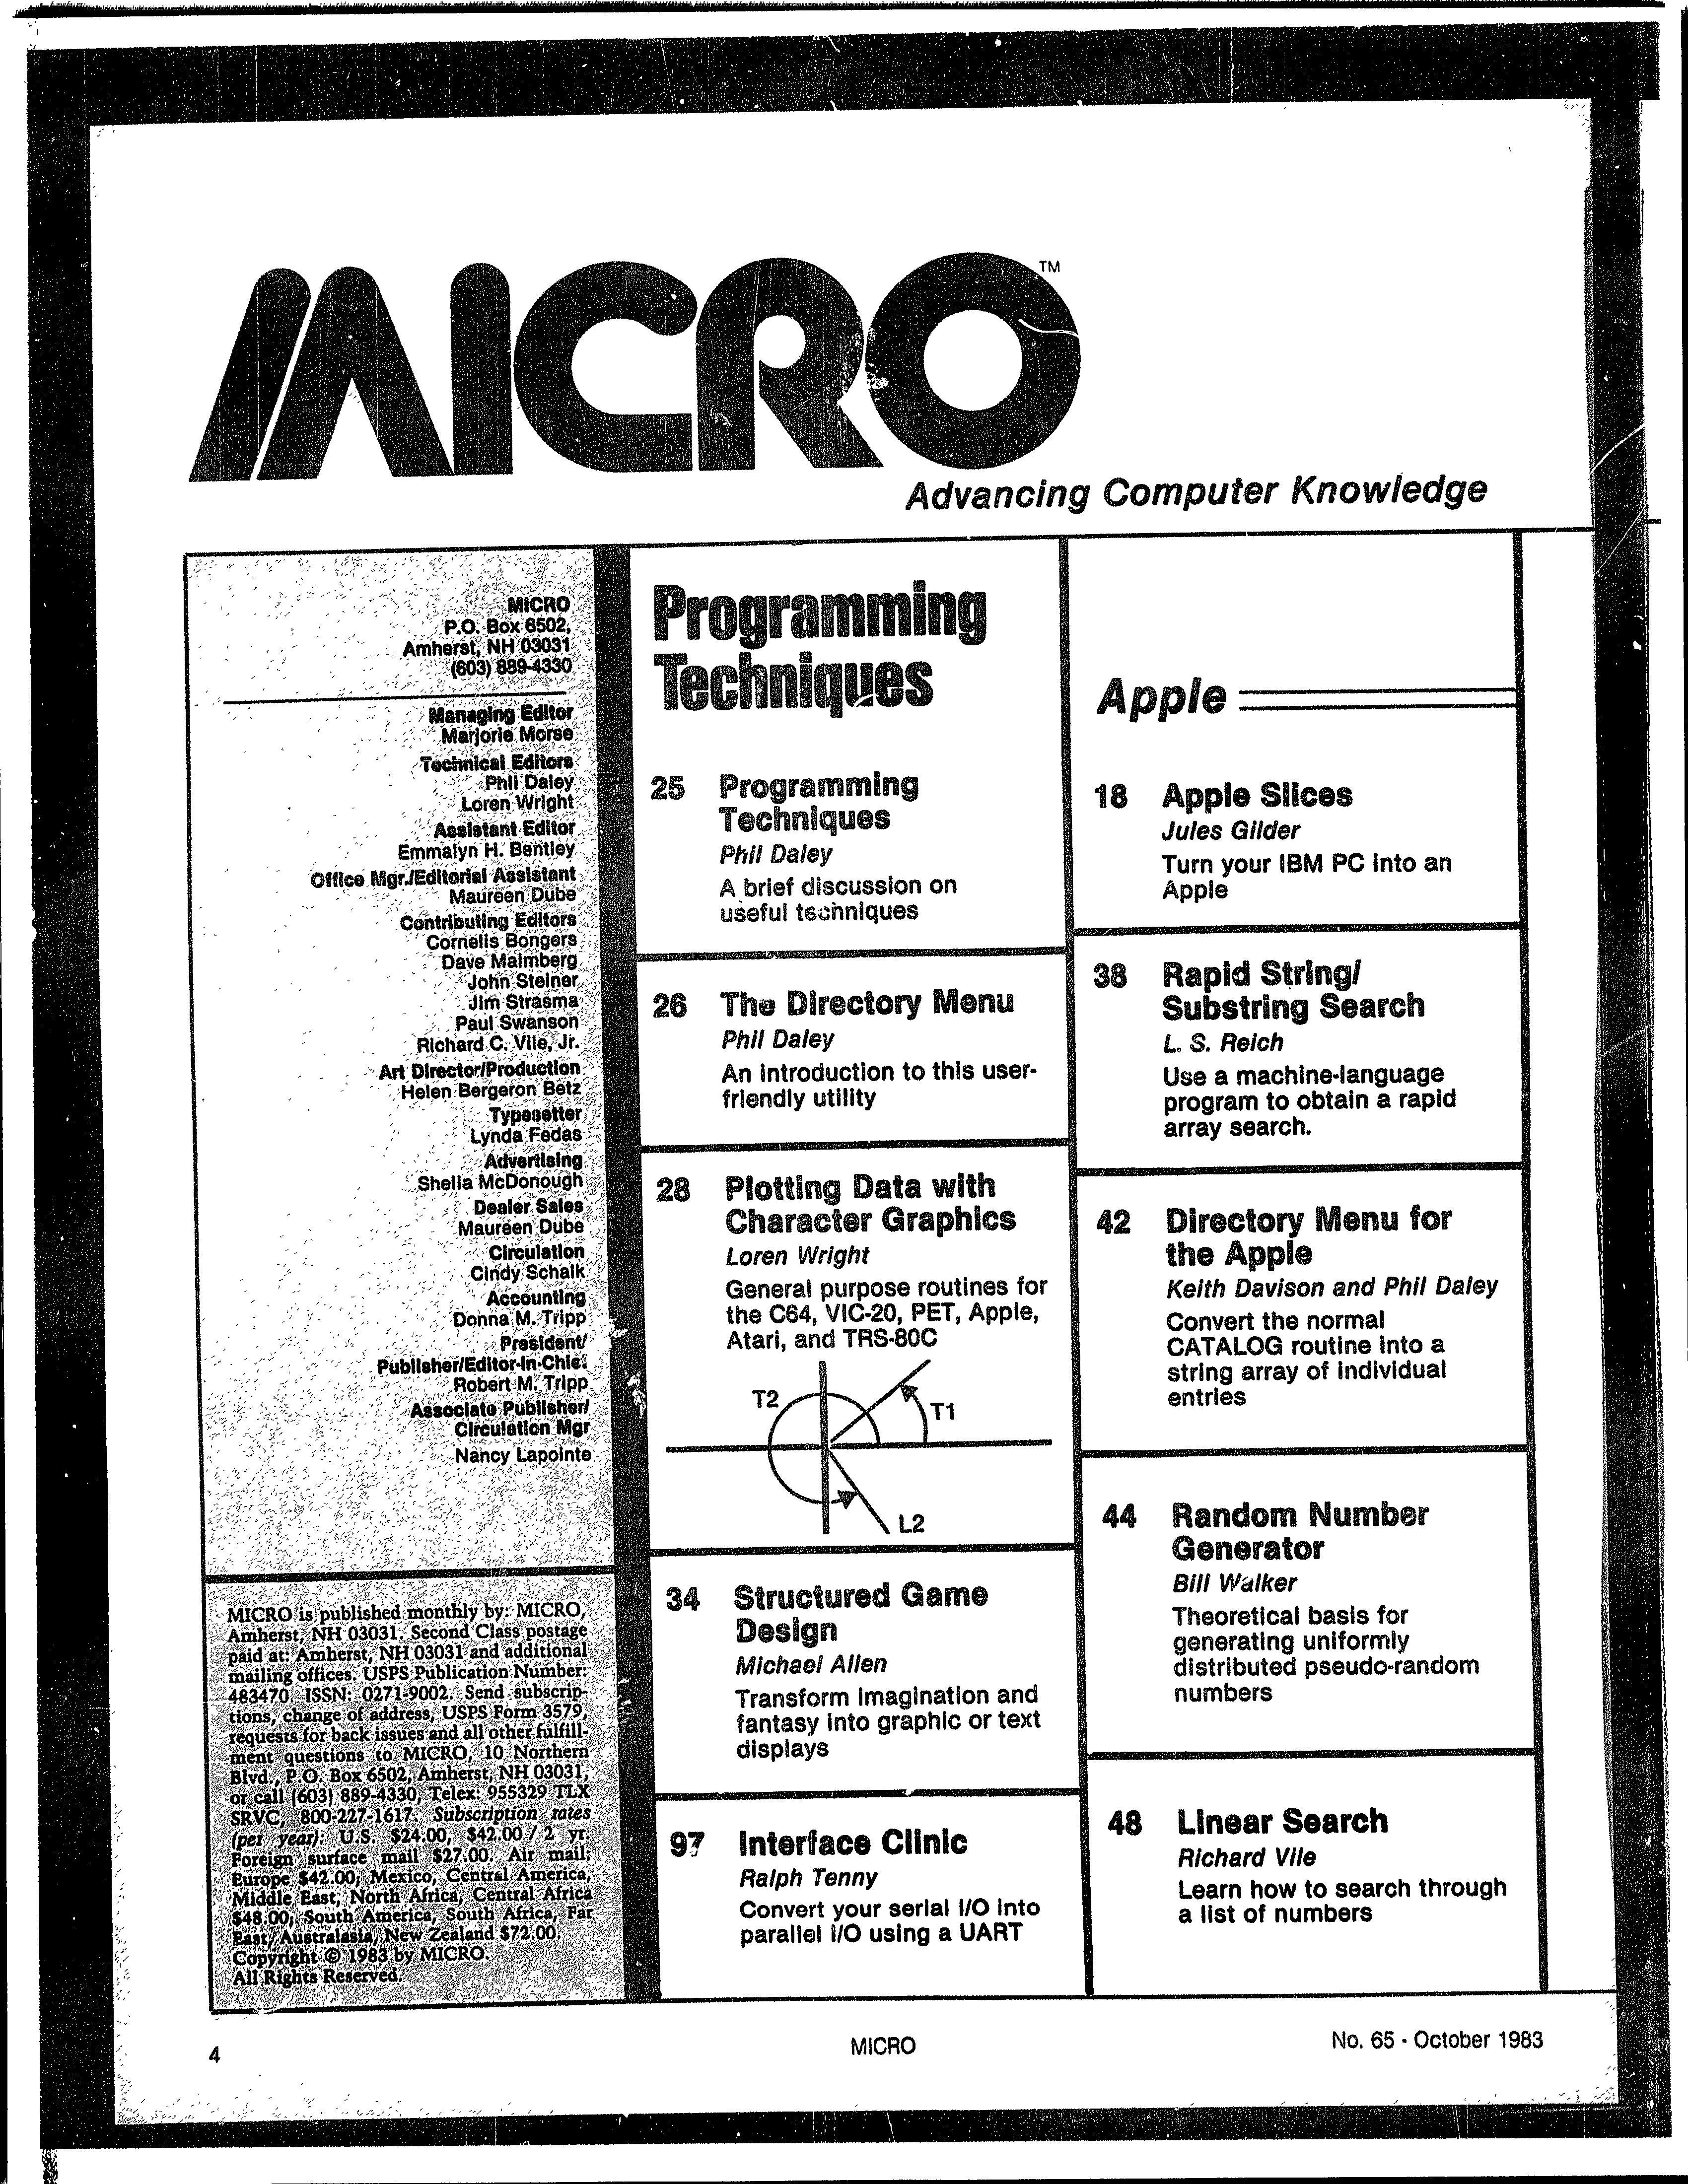 MICRO™
Advancing Computer Knowledge
MICRO
P.O. Box 6502,
Amherst, NH 03031
(603) 889-4330
Managing Editor
Marjorie Morse
Technical Editors
Phil Daley
Loren Wright
Assistant Editor
Emmalyn H. Bentley
Office Mgr./Editorial Assistant
Maureen Dube
Contributing Editors
Cornelis Bongers
Dave Malmberg
John Steiner
Jim Strasma
Paul Swanson
Richard C. Vile, Jr.
Art Director/Production
Helen Bergeron Betz
Typesetter
Lynda Fedas
Advertising
Sheila McDonough
Dealer Sales
Maureen Dube
Circulation
Cindy Schalk
Accounting
Donna M. Tripp
President/
Publisher/Editor-in-Chief
Robert M. Tripp
Associate Publisher/
Circulation Mgr
Nancy Lapointe
MICRO is published monthly by: MICRO,
Amherst, NH 03031. Second Class postage
paid at: Amherst, NH 03031 and additional
mailing offices. USPS Publication Number:
483470. ISSN: 0271-9002. Send subscrip-
tions, change of address, USPS Form 3579,
requests for back issues and all other fulfill-
ment questions to MICRO, 10 Northern
Blvd., P.O. Box 6502, Amherst, NH 03031,
or call (603) 889-4330, Telex: 955329 TLX
SRVC, 800-227-1617. Subscription rates
(per year): U.S. $24.00, $42.00 / 2 yr.
Foreign surface mail $27.00. Air mail:
Europe $42.00; Mexico, Central America,
Middle East, North Africa, Central Africa
$48.00; South America, South Africa, Far
East, Australasia, New Zealand $72.00.
Copyright © 1983 by MICRO.
All Rights Reserved.
Programming
Techniques
25 Programming
Techniques
Phil Daley
A brief discussion on
useful techniques
26 The Directory Menu
Phil Daley
An introduction to this user-
friendly utility
28 Plotting Data with
Character Graphics
Loren Wright
General purpose routines for
the C64, VIC-20, PET, Apple,
Atari, and TRS-80C
T2
T1
L2
34 Structured Game
Design
Michael Allen
Transform imagination and
fantasy into graphic or text
displays
97 Interface Clinic
Ralph Tenny
Convert your serial I/O into
parallel I/O using a UART
Apple
18 Apple Slices
Jules Gilder
Turn your IBM PC into an
Apple
38 Rapid String/
Substring Search
L. S. Reich
Use a machine-language
program to obtain a rapid
array search.
42 Directory Menu for
the Apple
Keith Davison and Phil Daley
Convert the normal
CATALOG routine into a
string array of individual
entries
44 Random Number
Generator
Bill Walker
Theoretical basis for
generating uniformly
distributed pseudo-random
numbers
48 Linear Search
Richard Vile
Learn how to search through
a list of numbers
4
MICRO
No. 65 - October 1983